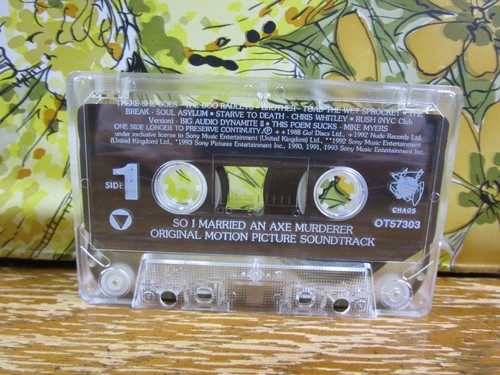 THERE SHE GOES - THE BOO RADLEYS • BROTHER - TOAD THE WET SPROCKET • THE
BREAK - SOUL ASYLUM • STARVE TO DEATH - CHRIS WHITLEY • RUSH (NYC Club
Version) - BIG AUDIO DYNAMITE II • THIS POEM SUCKS - MIKE MYERS
ONE SIDE LONGER TO PRESERVE CONTINUITY. ℗ + 1988 Go! Discs Ltd., + 1992 Nude Records Ltd.
under exclusive license to Sony Music Entertainment (United Kingdom) Ltd., **1992 Sony Music Entertainment
(United Kingdom) Ltd., *1993 Sony Pictures Entertainment Inc., 1990, 1991, 1993 Sony Music Entertainment Inc.
SIDE 1
CHAOS
OT57303
SO I MARRIED AN AXE MURDERER
ORIGINAL MOTION PICTURE SOUNDTRACK